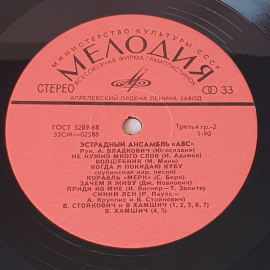 МИНИСТЕРСТВО КУЛЬТУРЫ СССР
МЕЛОДИЯ
ВСЕСОЮЗНАЯ ФИРМА ГРАМПЛАСТИНОК
СТЕРЕО
33
АПРЕЛЕВСКИЙ ОРДЕНА ЛЕНИНА ЗАВОД
ГОСТ 5289-68
Третья гр.-2
33СМ—02588
1-90
ЭСТРАДНЫЙ АНСАМБЛЬ «АВС»
Рук. А. ВЛАДКОВИЧ (Югославия)
НЕ НУЖНО МНОГО СЛОВ (Н. Адамов)
ВОЛШЕБНИК (М. Манн)
КОГДА Я ПОКИДАЮ КУБУ
(кубинская нар. песня)
КОРАБЛЬ «МЕРИ» (С. Берк)
ЗАЧЕМ Я ЖИВУ (Дж. Новкович)
ПРИДИ КО МНЕ (И. Вигнер—Т. Залите)
СИНИЙ ЛЕН (Р. Паулс—
А. Круклис и В. Стойкович)
В. СТОЙКОВИЧ и В ХАМШИЧ (1, 2, 3, 6, 7)
В. ХАМШИЧ (4, 5)